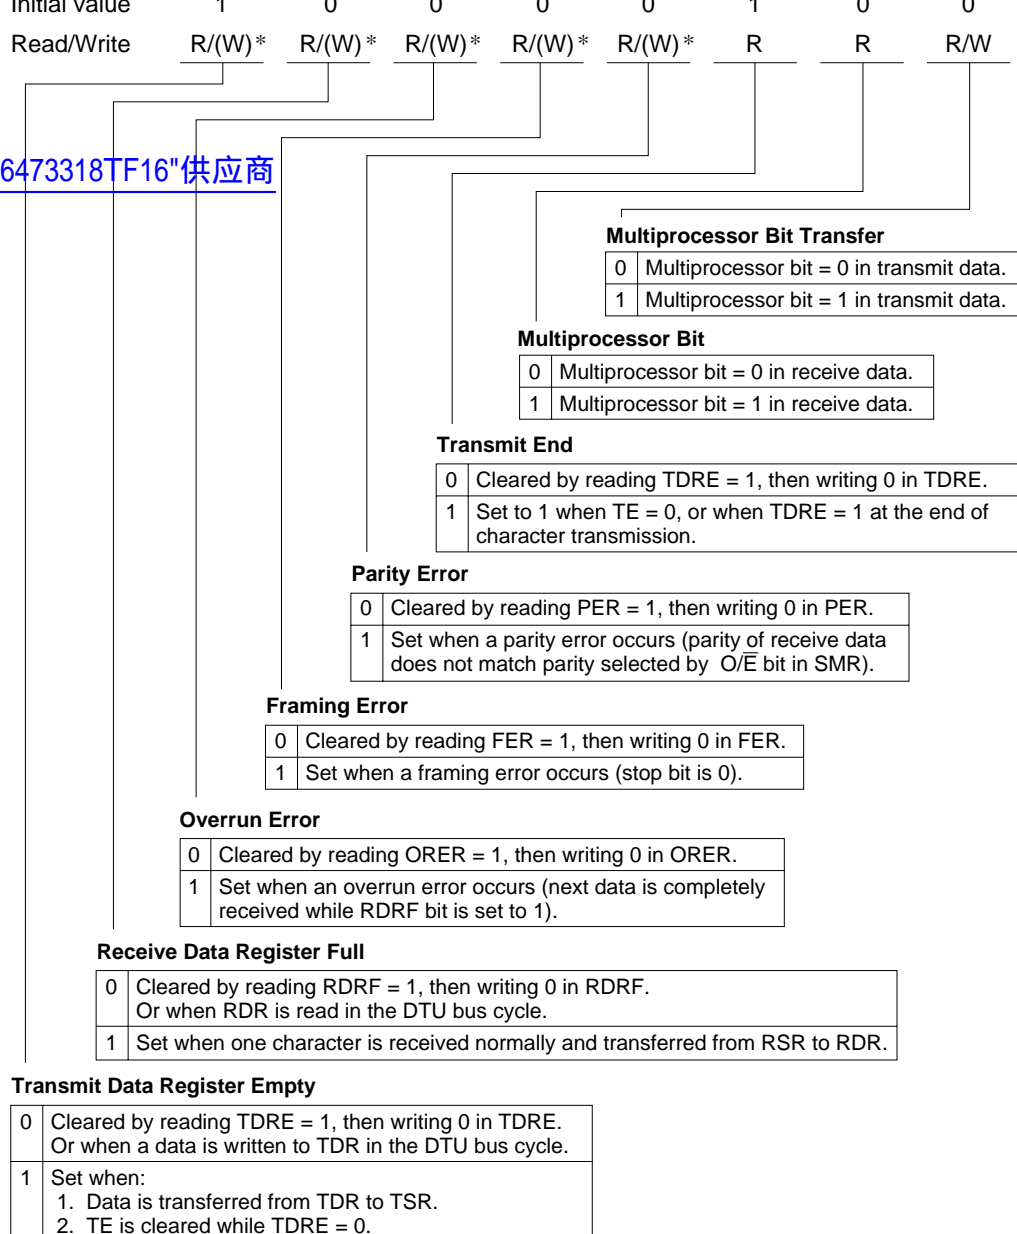 Initial value 1 0 0 0 0 1 0 0
Read/Write R/(W)* R/(W)* R/(W)* R/(W)* R/(W)* R R R/W
6473318TF16"供应商
Multiprocessor Bit Transfer
0 Multiprocessor bit = 0 in transmit data.
1 Multiprocessor bit = 1 in transmit data.
Multiprocessor Bit
0 Multiprocessor bit = 0 in receive data.
1 Multiprocessor bit = 1 in receive data.
Transmit End
0 Cleared by reading TDRE = 1, then writing 0 in TDRE.
1 Set to 1 when TE = 0, or when TDRE = 1 at the end of
character transmission.
Parity Error
0 Cleared by reading PER = 1, then writing 0 in PER.
1 Set when a parity error occurs (parity of receive data
does not match parity selected by O/E̅ bit in SMR).
Framing Error
0 Cleared by reading FER = 1, then writing 0 in FER.
1 Set when a framing error occurs (stop bit is 0).
Overrun Error
0 Cleared by reading ORER = 1, then writing 0 in ORER.
1 Set when an overrun error occurs (next data is completely
received while RDRF bit is set to 1).
Receive Data Register Full
0 Cleared by reading RDRF = 1, then writing 0 in RDRF.
Or when RDR is read in the DTU bus cycle.
1 Set when one character is received normally and transferred from RSR to RDR.
Transmit Data Register Empty
0 Cleared by reading TDRE = 1, then writing 0 in TDRE.
Or when a data is written to TDR in the DTU bus cycle.
1 Set when:
1. Data is transferred from TDR to TSR.
2. TE is cleared while TDRE = 0.